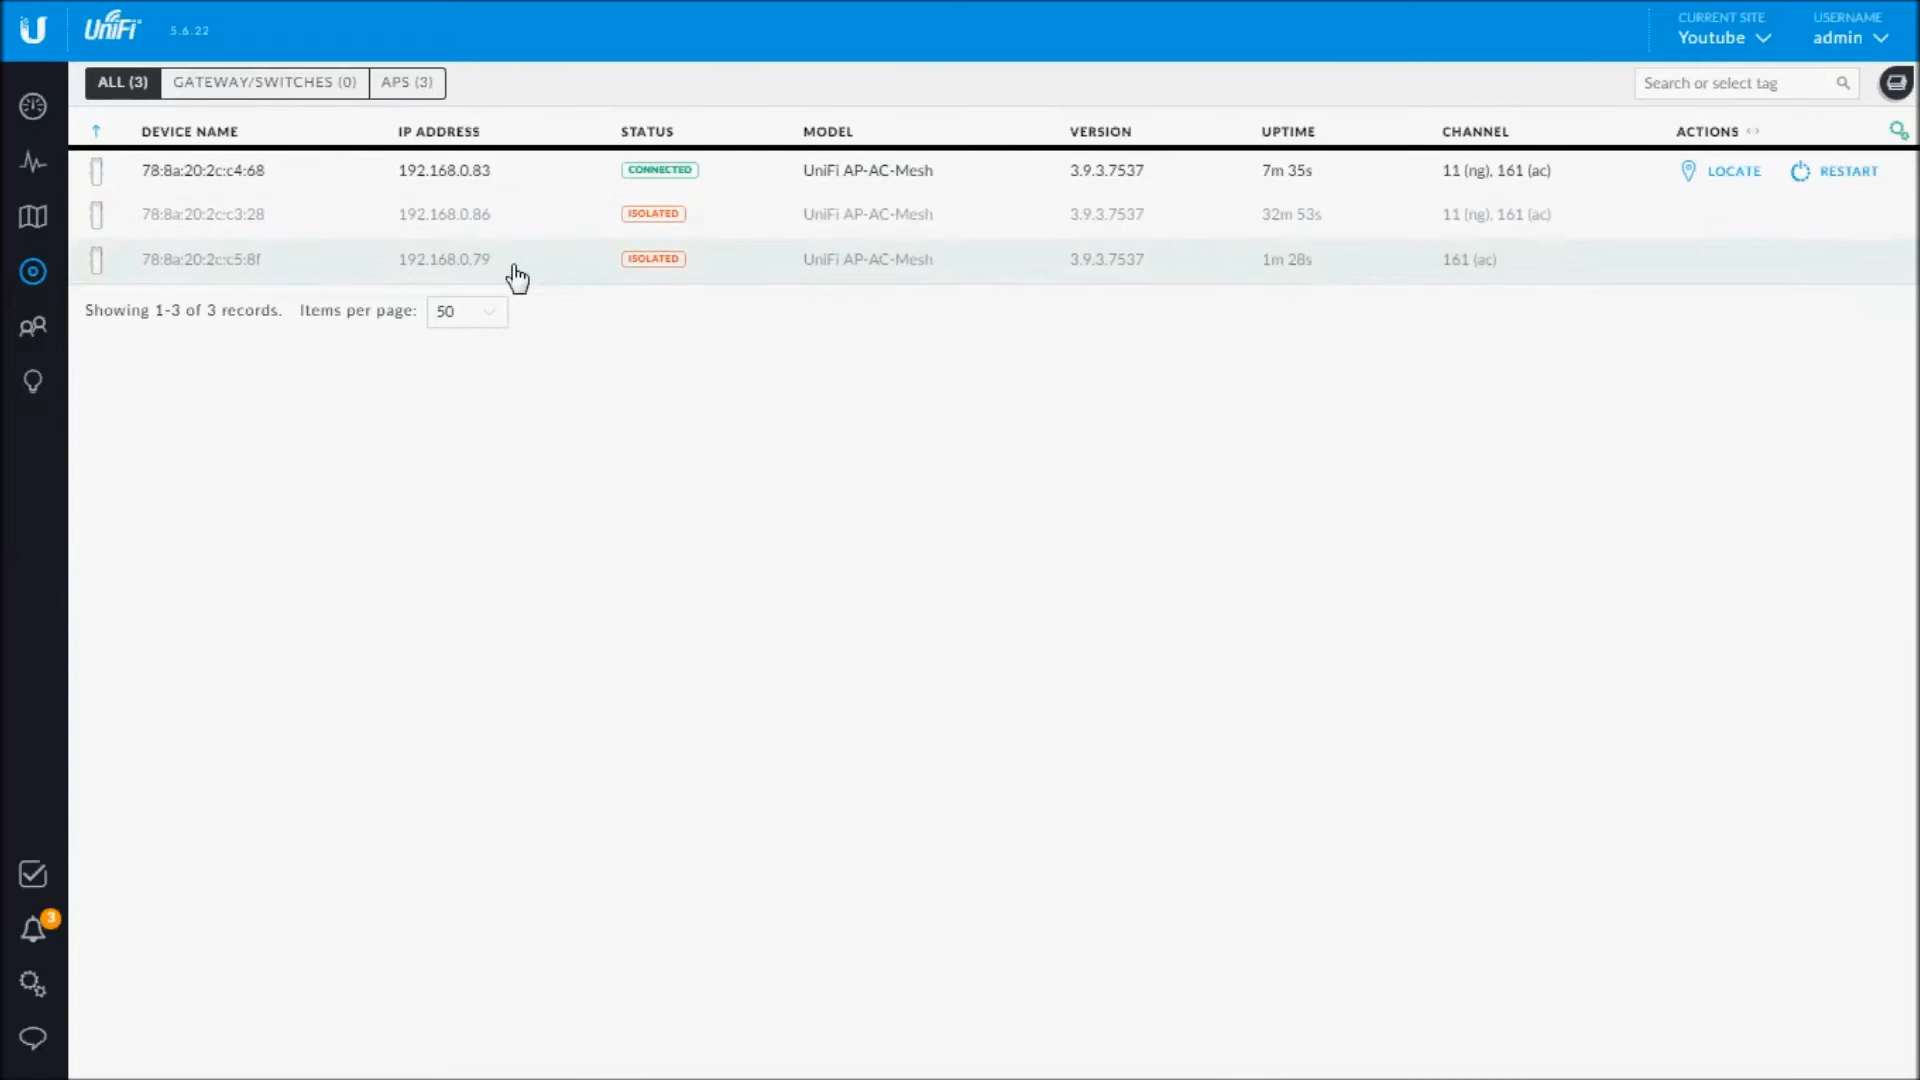 UniFi 5.6.22
CURRENT SITE
Youtube
USERNAME
admin
ALL (3) GATEWAY/SWITCHES (0) APS (3)
Search or select tag
DEVICE NAME IP ADDRESS STATUS MODEL VERSION UPTIME CHANNEL ACTIONS
78:8a:20:2c:c4:68 192.168.0.83 CONNECTED UniFi AP-AC-Mesh 3.9.3.7537 7m 35s 11 (ng), 161 (ac) LOCATE RESTART
78:8a:20:2c:c3:28 192.168.0.86 ISOLATED UniFi AP-AC-Mesh 3.9.3.7537 32m 53s 11 (ng), 161 (ac)
78:8a:20:2c:c5:8f 192.168.0.79 ISOLATED UniFi AP-AC-Mesh 3.9.3.7537 1m 28s 161 (ac)
Showing 1-3 of 3 records. Items per page: 50
3